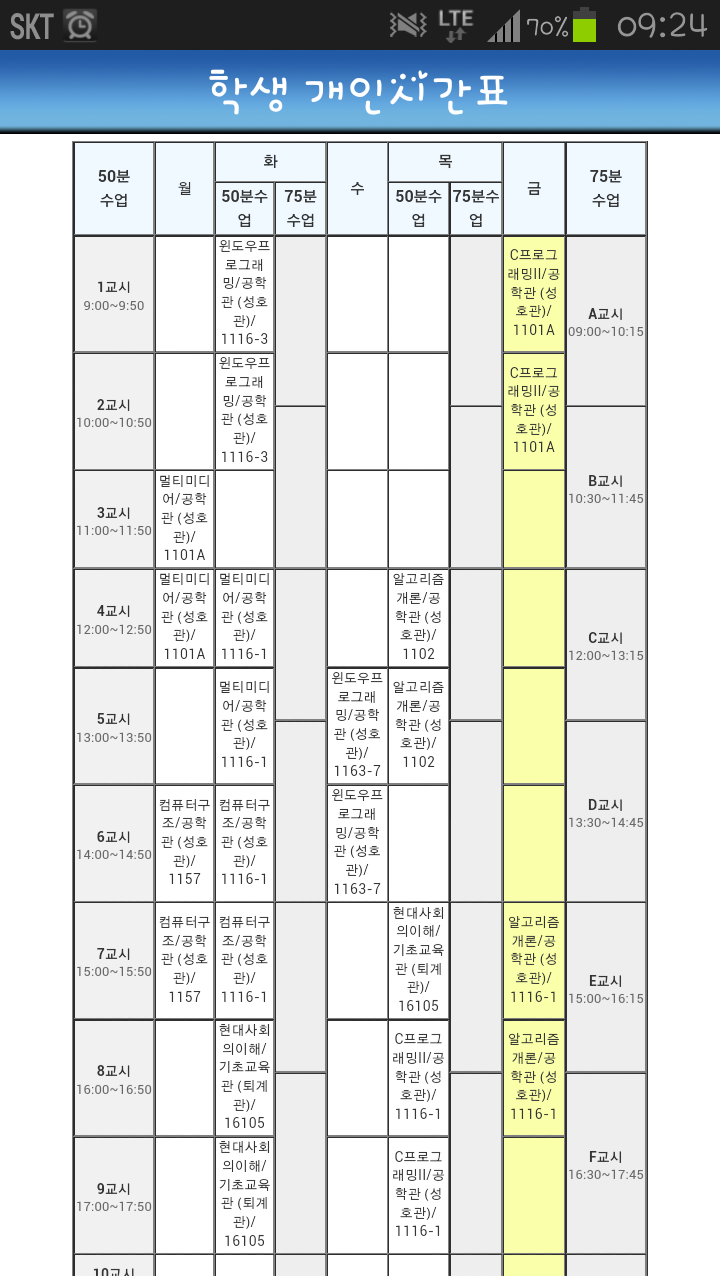 SKT LTE 70% 09:24
학생 개인시간표
50분
수업
월
화
수
목
금
75분
수업
50분수
업
75분
수업
50분수
업
75분수
업
1교시
9:00~9:50
윈도우프
로그래
밍/공학
관 (성호
관)/
1116-3
C프로그
래밍II/공
학관 (성
호관)/
1101A
A교시
09:00~10:15
2교시
10:00~10:50
윈도우프
로그래
밍/공학
관 (성호
관)/
1116-3
C프로그
래밍II/공
학관 (성
호관)/
1101A
B교시
10:30~11:45
3교시
11:00~11:50
멀티미디
어/공학
관 (성호
관)/
1101A
4교시
12:00~12:50
멀티미디
어/공학
관 (성호
관)/
1101A
멀티미디
어/공학
관 (성호
관)/
1116-1
알고리즘
개론/공
학관 (성
호관)/
1102
C교시
12:00~13:15
5교시
13:00~13:50
멀티미디
어/공학
관 (성호
관)/
1116-1
윈도우프
로그래
밍/공학
관 (성호
관)/
1163-7
알고리즘
개론/공
학관 (성
호관)/
1102
D교시
13:30~14:45
6교시
14:00~14:50
컴퓨터구
조/공학
관 (성호
관)/
1157
컴퓨터구
조/공학
관 (성호
관)/
1116-1
윈도우프
로그래
밍/공학
관 (성호
관)/
1163-7
7교시
15:00~15:50
컴퓨터구
조/공학
관 (성호
관)/
1157
컴퓨터구
조/공학
관 (성호
관)/
1116-1
현대사회
의이해/
기초교육
관 (퇴계
관)/
16105
알고리즘
개론/공
학관 (성
호관)/
1116-1
E교시
15:00~16:15
8교시
16:00~16:50
현대사회
의이해/
기초교육
관 (퇴계
관)/
16105
C프로그
래밍II/공
학관 (성
호관)/
1116-1
알고리즘
개론/공
학관 (성
호관)/
1116-1
F교시
16:30~17:45
9교시
17:00~17:50
현대사회
의이해/
기초교육
관 (퇴계
관)/
16105
C프로그
래밍II/공
학관 (성
호관)/
1116-1
10교시